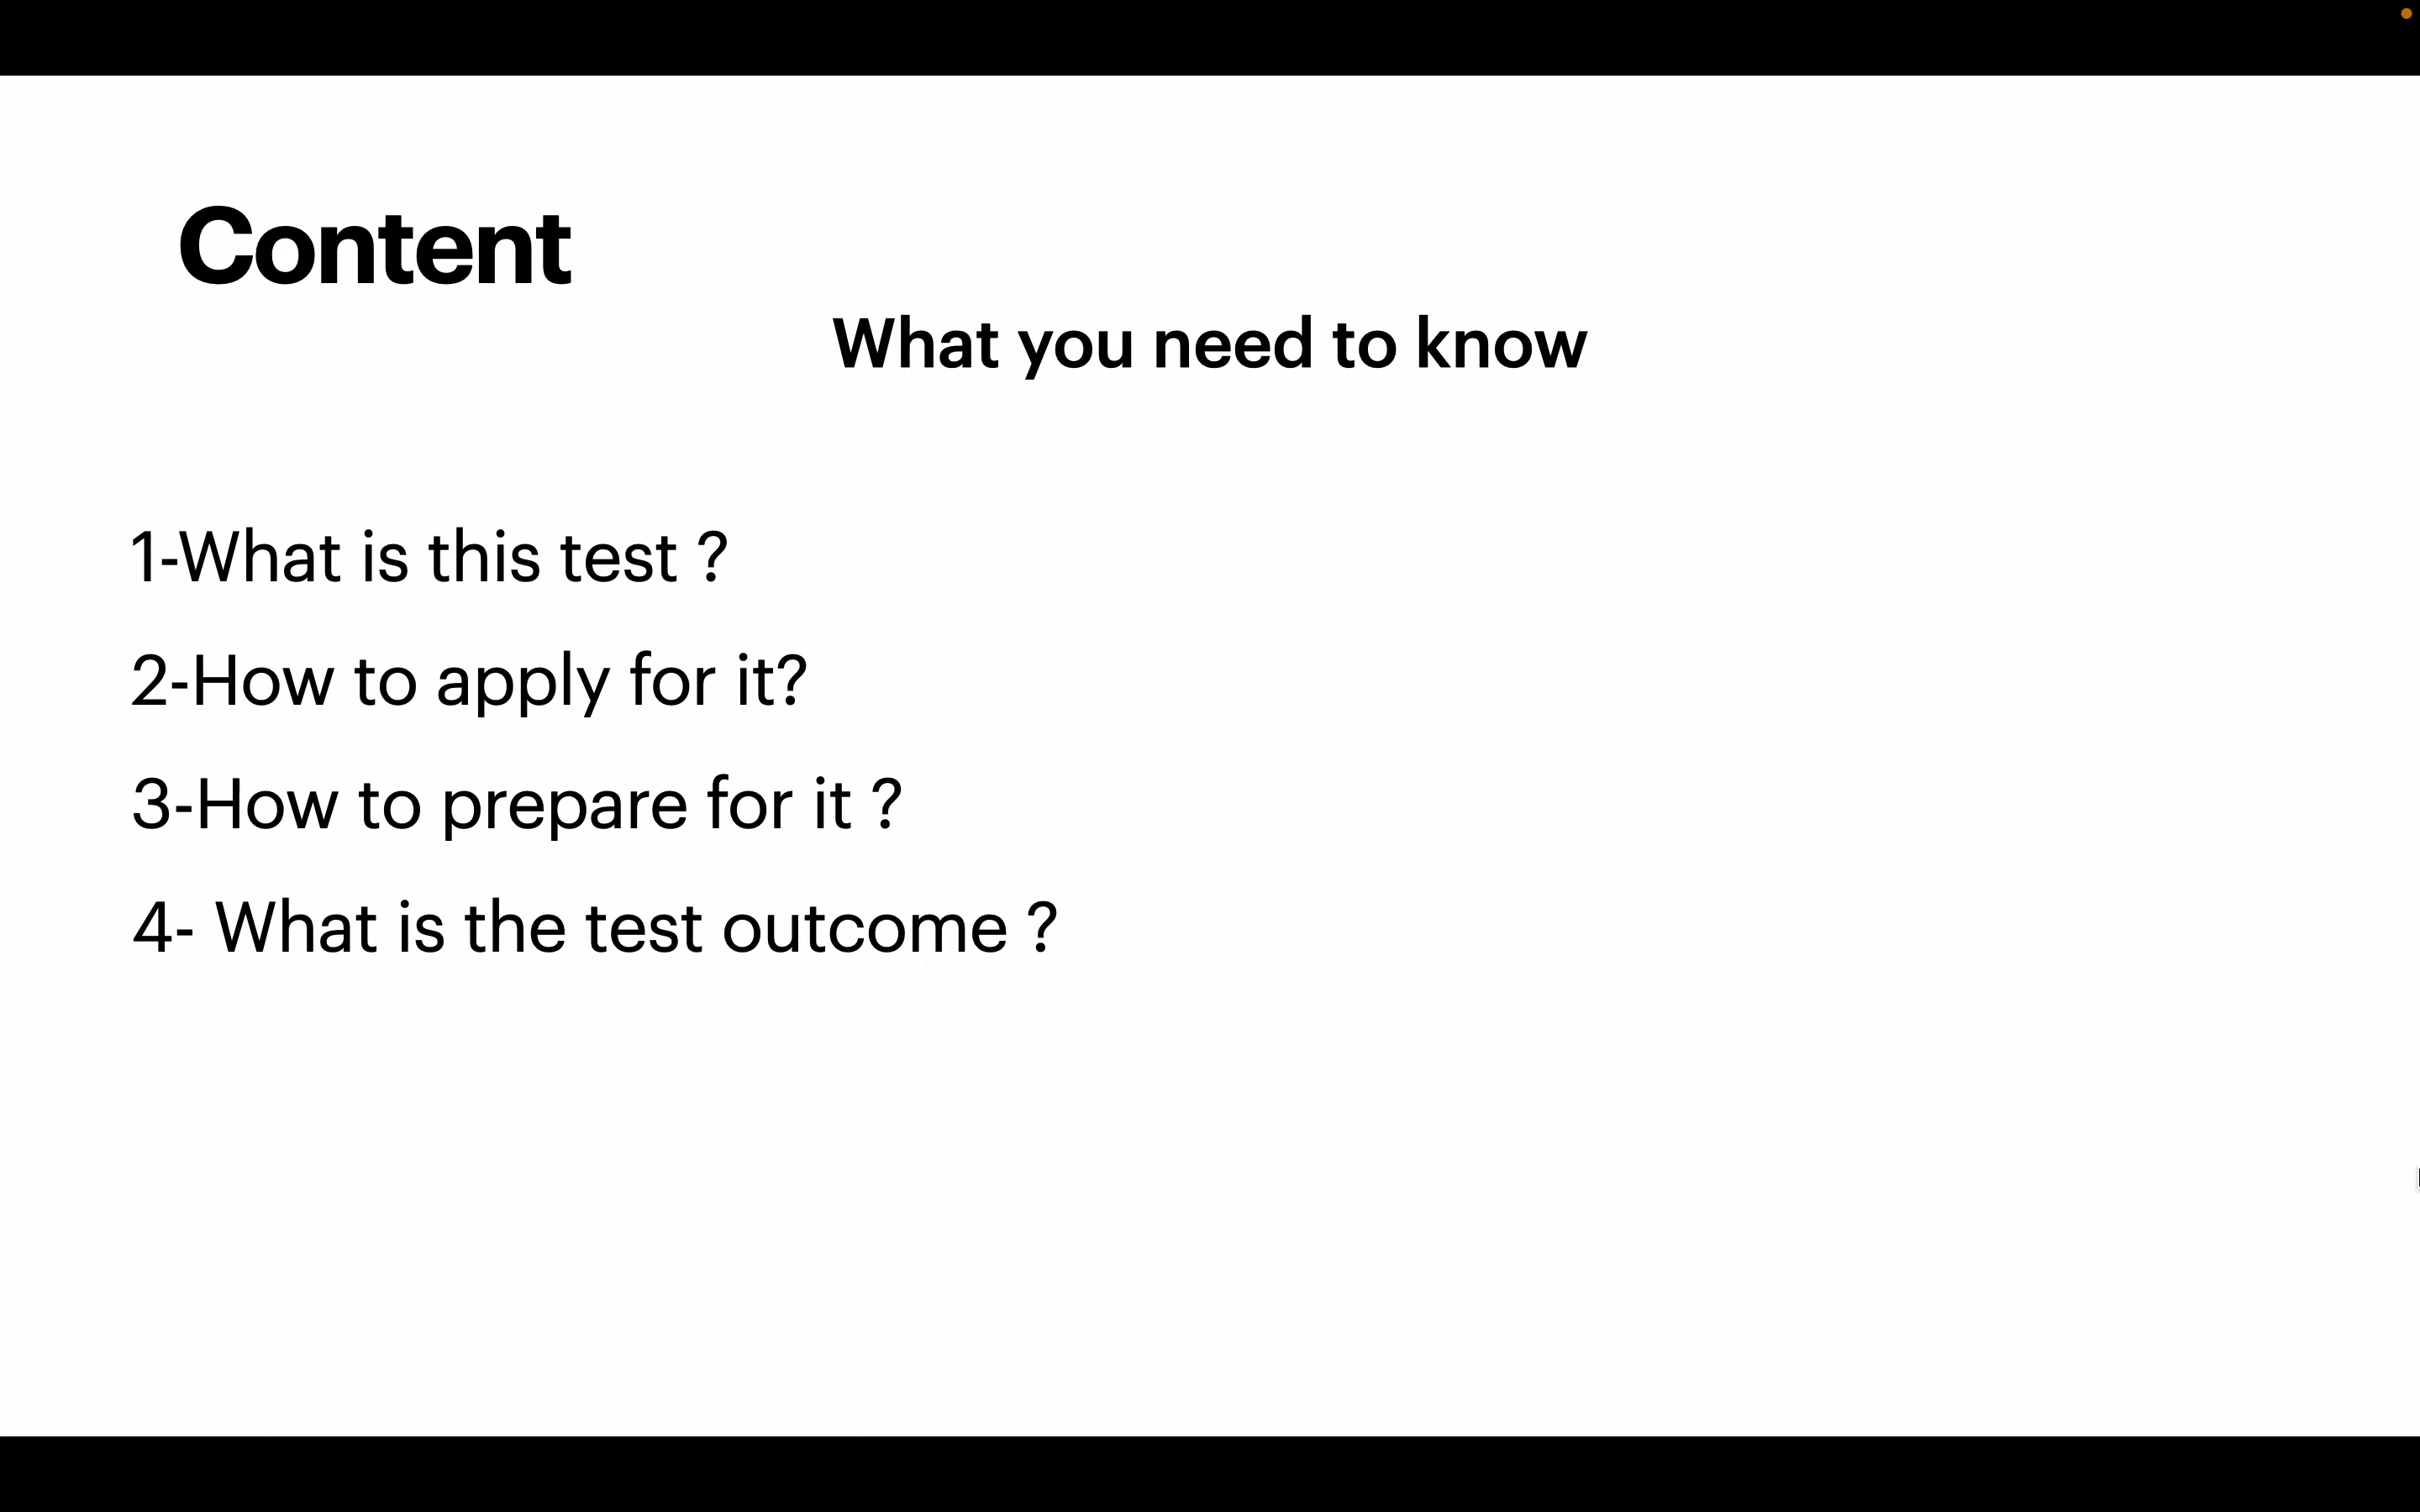 Content
What you need to know
1-What is this test ?
2-How to apply for it?
3-How to prepare for it ?
4- What is the test outcome ?